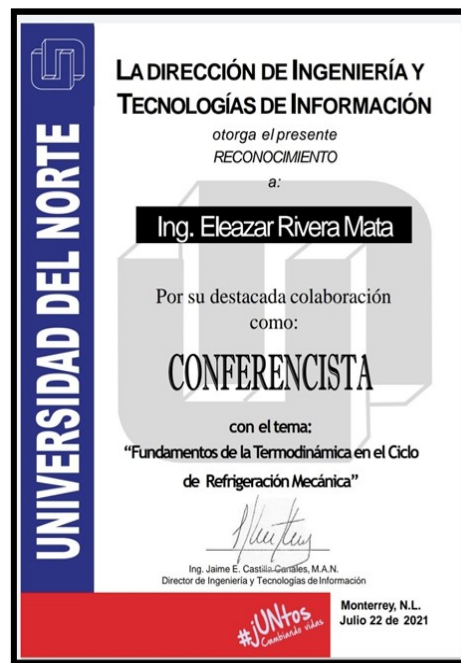 UNIVERSIDAD DEL NORTE
LA DIRECCIÓN DE INGENIERÍA Y
TECNOLOGÍAS DE INFORMACIÓN
otorga el presente
RECONOCIMIENTO
a:
Ing. Eleazar Rivera Mata
Por su destacada colaboración
como:
CONFERENCISTA
con el tema:
“Fundamentos de la Termodinámica en el Ciclo
de Refrigeración Mecánica”
Ing. Jaime E. Castilla Canales, M.A.N.
Director de Ingeniería y Tecnologías de Información
#jUNtos
Cambiando vidas
Monterrey, N.L.
Julio 22 de 2021